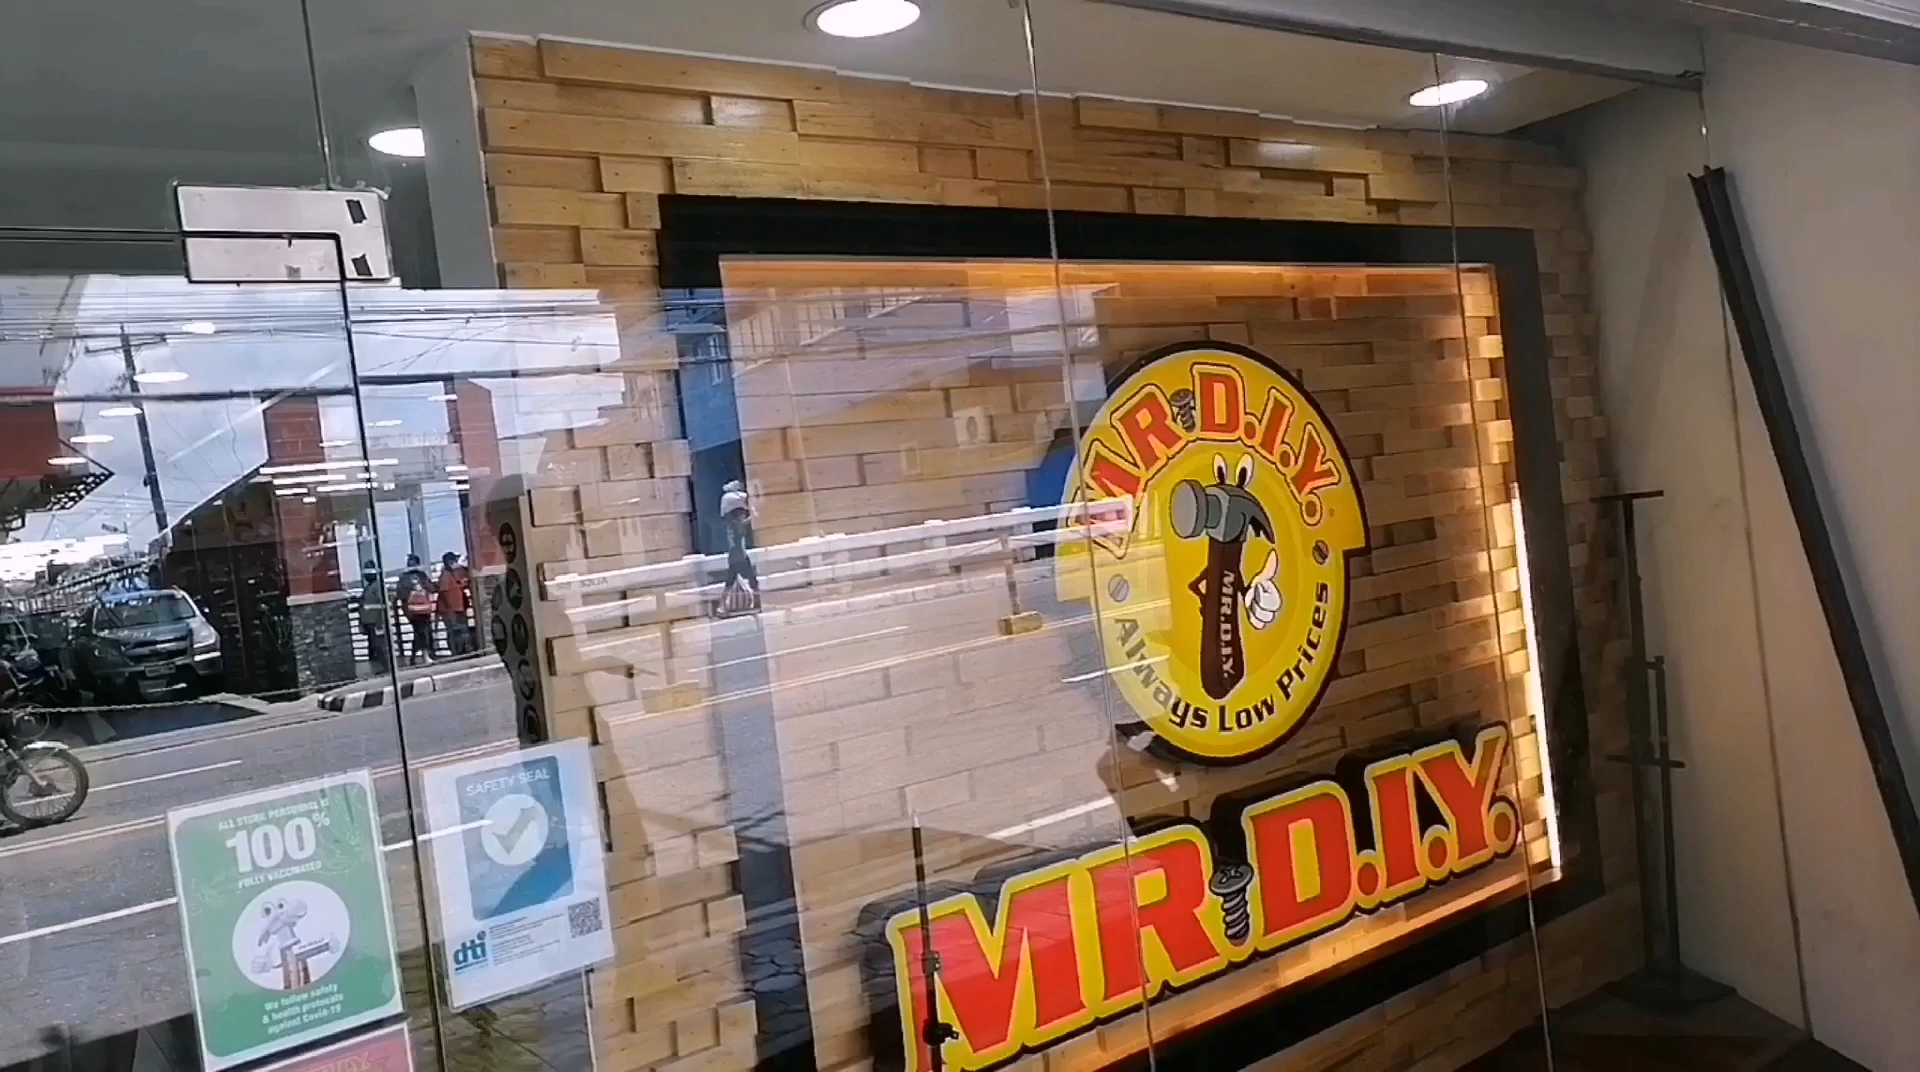 MR D.I.Y.
MR.D.I.Y.
Always Low Prices
MR D.I.Y.
SAFETY SEAL
dti
ALL STORE PERSONNEL IS
100%
FULLY VACCINATED
We follow safety
& health protocols
against Covid-19